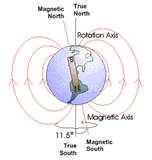 Magnetic North
True North
Rotation Axis
Magnetic Axis
11.5°
True South
Magnetic South